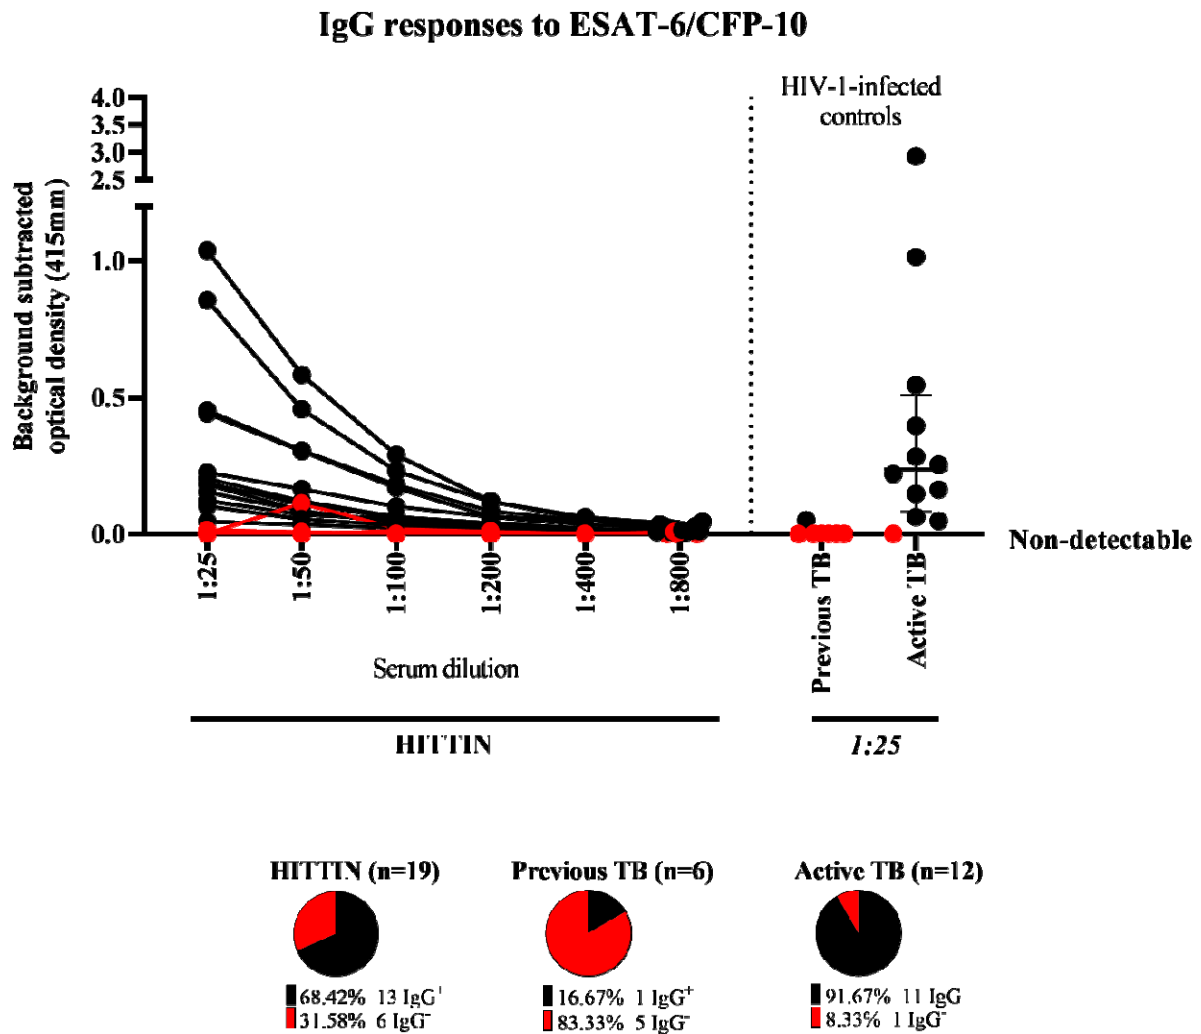 IgG responses to ESAT-6/CFP-10
HIV-1-infected
controls
Background subtracted
optical density (415mm)
4.0
3.5
3.0
2.5
1.0
0.5
0.0
Non-detectable
1:25
1:50
1:100
1:200
1:400
1:800
Previous TB
Active TB
Serum dilution
HITTIN
1:25
HITTIN (n=19)
68.42% 13 IgG⁺
31.58% 6 IgG⁻
Previous TB (n=6)
16.67% 1 IgG⁺
83.33% 5 IgG⁻
Active TB (n=12)
91.67% 11 IgG
8.33% 1 IgG⁻